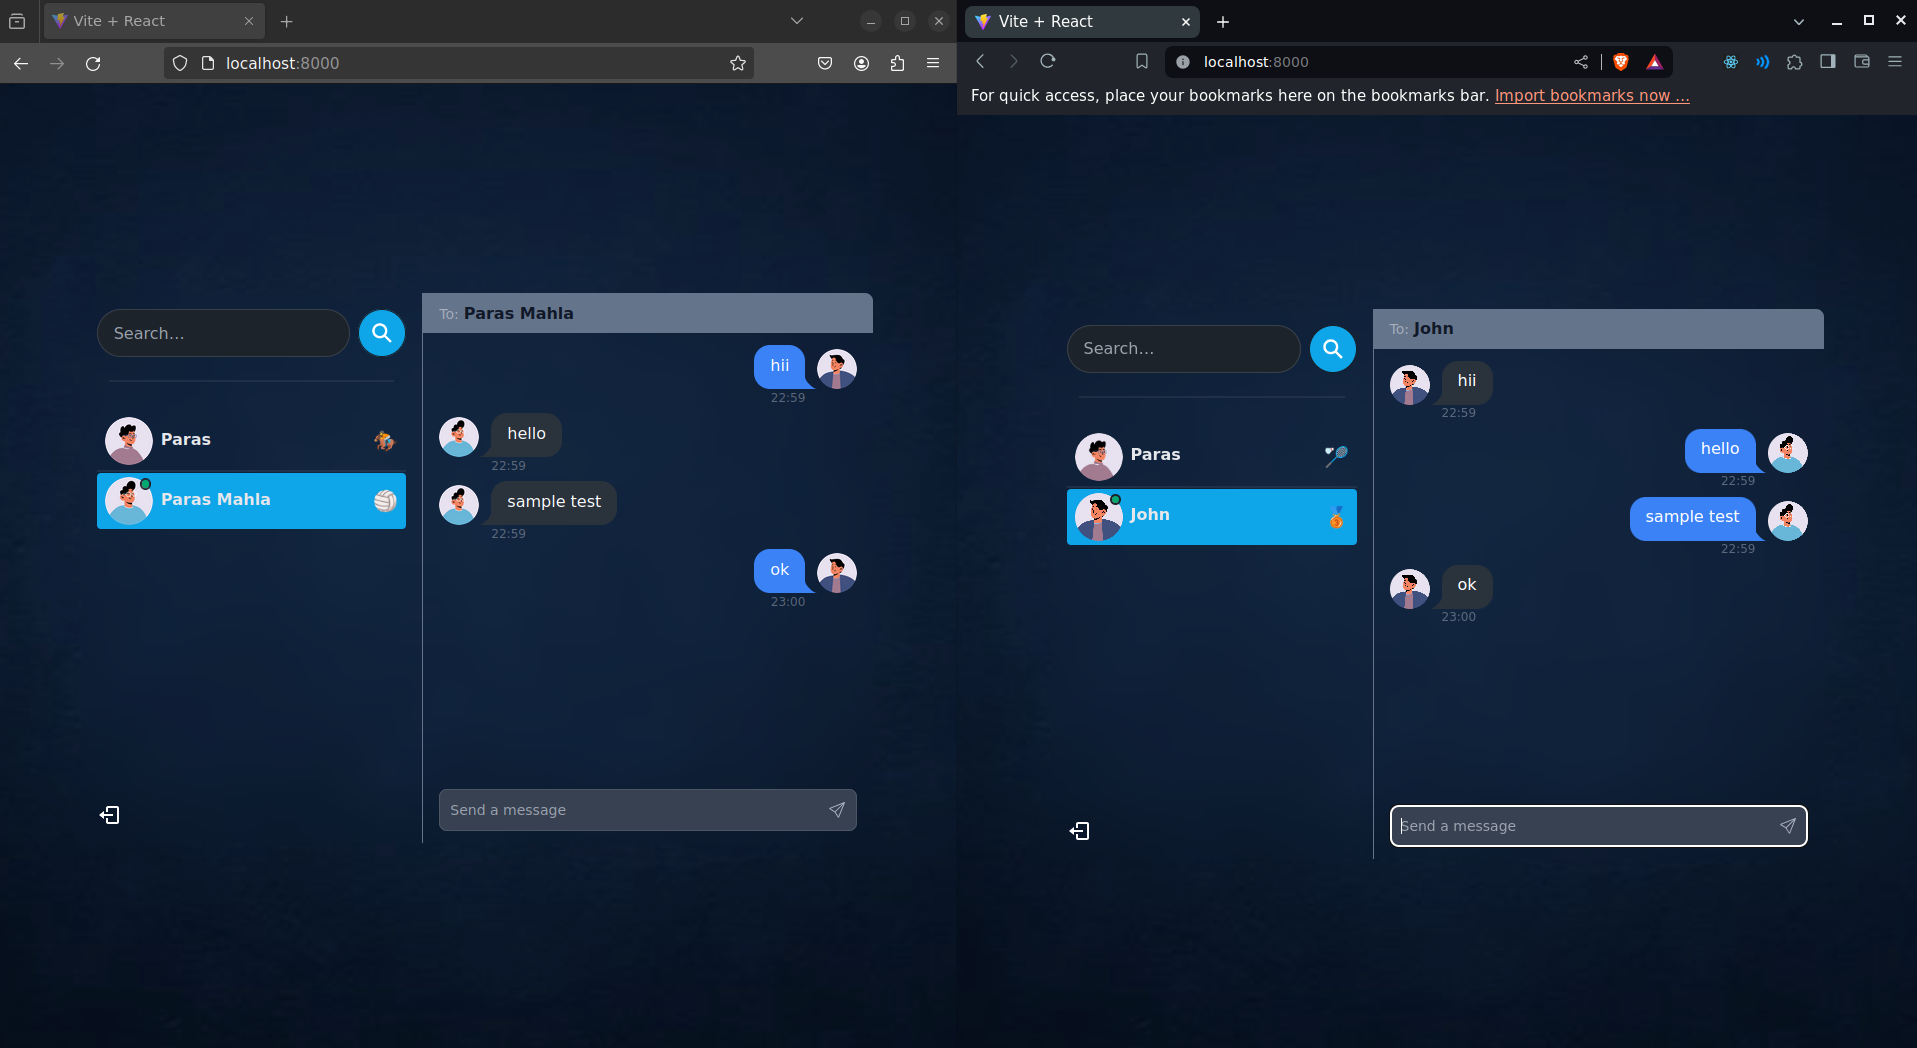 Vite + React
localhost:8000
Search...
Paras
Paras Mahla
To: Paras Mahla
hii
22:59
hello
22:59
sample test
22:59
ok
23:00
Send a message
Vite + React
localhost:8000
For quick access, place your bookmarks here on the bookmarks bar. Import bookmarks now ...
Search...
Paras
John
To: John
hii
22:59
hello
22:59
sample test
22:59
ok
23:00
Send a message